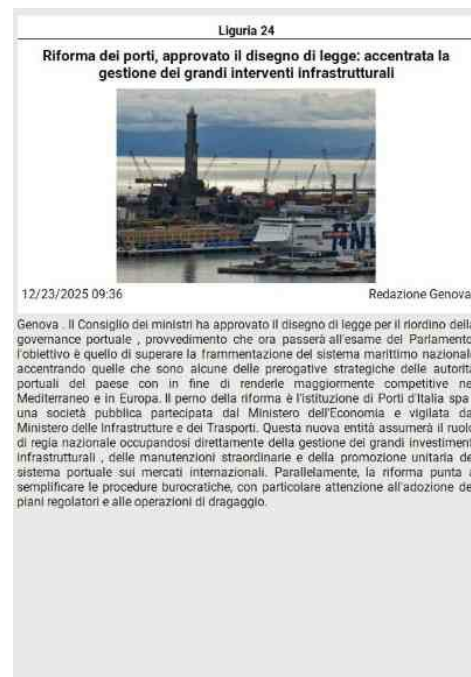 Liguria 24
Riforma dei porti, approvato il disegno di legge: accentrata la
gestione dei grandi interventi infrastrutturali
12/23/2025 09:36
Redazione Genova
Genova . Il Consiglio dei ministri ha approvato il disegno di legge per il riordino della
governance portuale , provvedimento che ora passerà all'esame del Parlamento
l'obiettivo è quello di superare la frammentazione del sistema marittimo nazional
accentrando quelle che sono alcune delle prerogative strategiche delle autorità
portuali del paese con in fine di renderle maggiormente competitive ne
Mediterraneo e in Europa. Il perno della riforma è l'istituzione di Porti d'Italia spa
una società pubblica partecipata dal Ministero dell'Economia e vigilata da
Ministero delle Infrastrutture e dei Trasporti. Questa nuova entità assumerà il ruolo
di regia nazionale occupandosi direttamente della gestione dei grandi investiment
infrastrutturali , delle manutenzioni straordinarie e della promozione unitaria de
sistema portuale sui mercati internazionali. Parallelamente, la riforma punta a
semplificare le procedure burocratiche, con particolare attenzione all'adozione de
piani regolatori e alle operazioni di dragaggio.